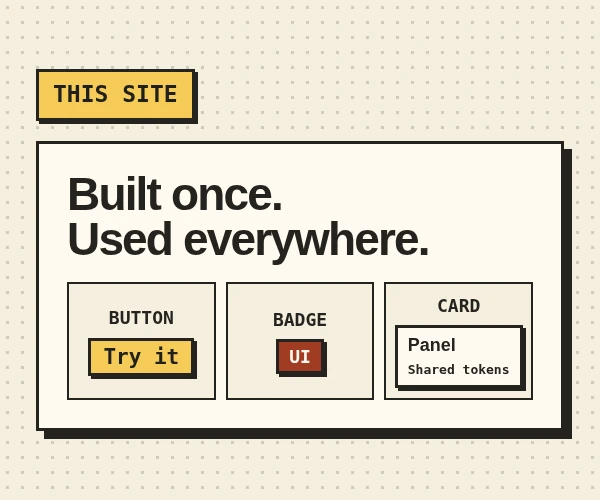 THIS SITE
Built once.
Used everywhere.
BUTTON
Try it
BADGE
UI
CARD
Panel
Shared tokens